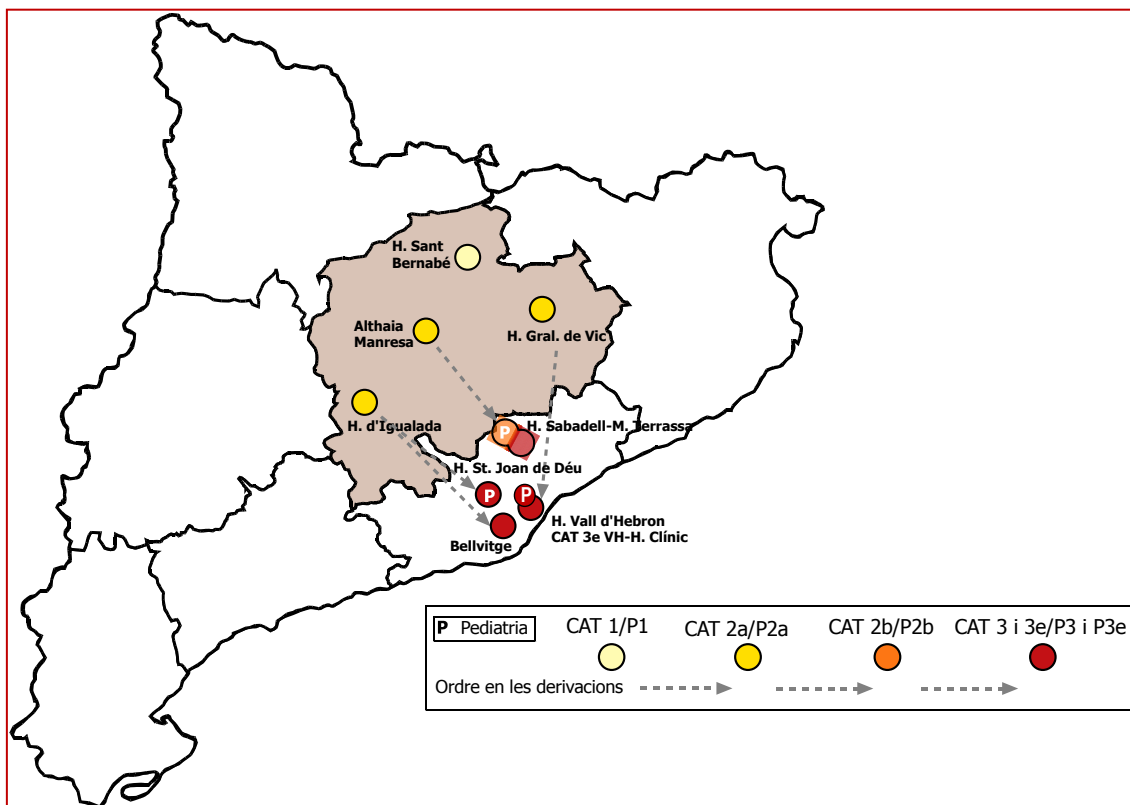 H. Sant
Bernabé
Althaia
Manresa
H. Gral. de Vic
H. d'Igualada
P
H. Sabadell-M. Terrassa
H. St. Joan de Déu
P
P
H. Vall d'Hebron
CAT 3e VH-H. Clínic
Bellvitge
P Pediatria
CAT 1/P1
CAT 2a/P2a
CAT 2b/P2b
CAT 3 i 3e/P3 i P3e
Ordre en les derivacions